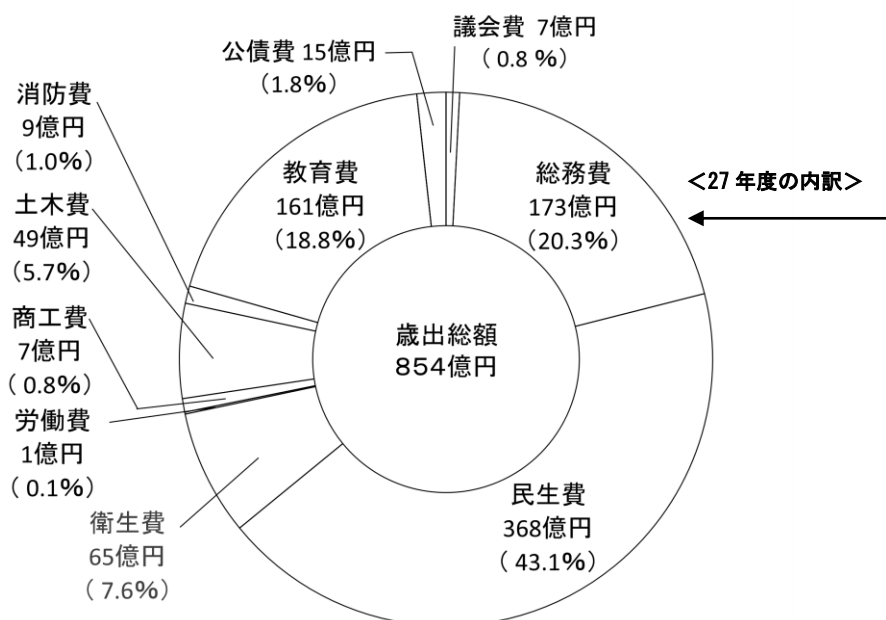 議会費 7億円
( 0.8 %)
公債費 15億円
(1.8%)
消防費
9億円
(1.0%)
教育費
161億円
(18.8%)
総務費
173億円
(20.3%)
<27 年度の内訳>
土木費
49億円
(5.7%)
商工費
7億円
( 0.8%)
歳出総額
854億円
労働費
1億円
( 0.1%)
民生費
368億円
( 43.1%)
衛生費
65億円
( 7.6%)